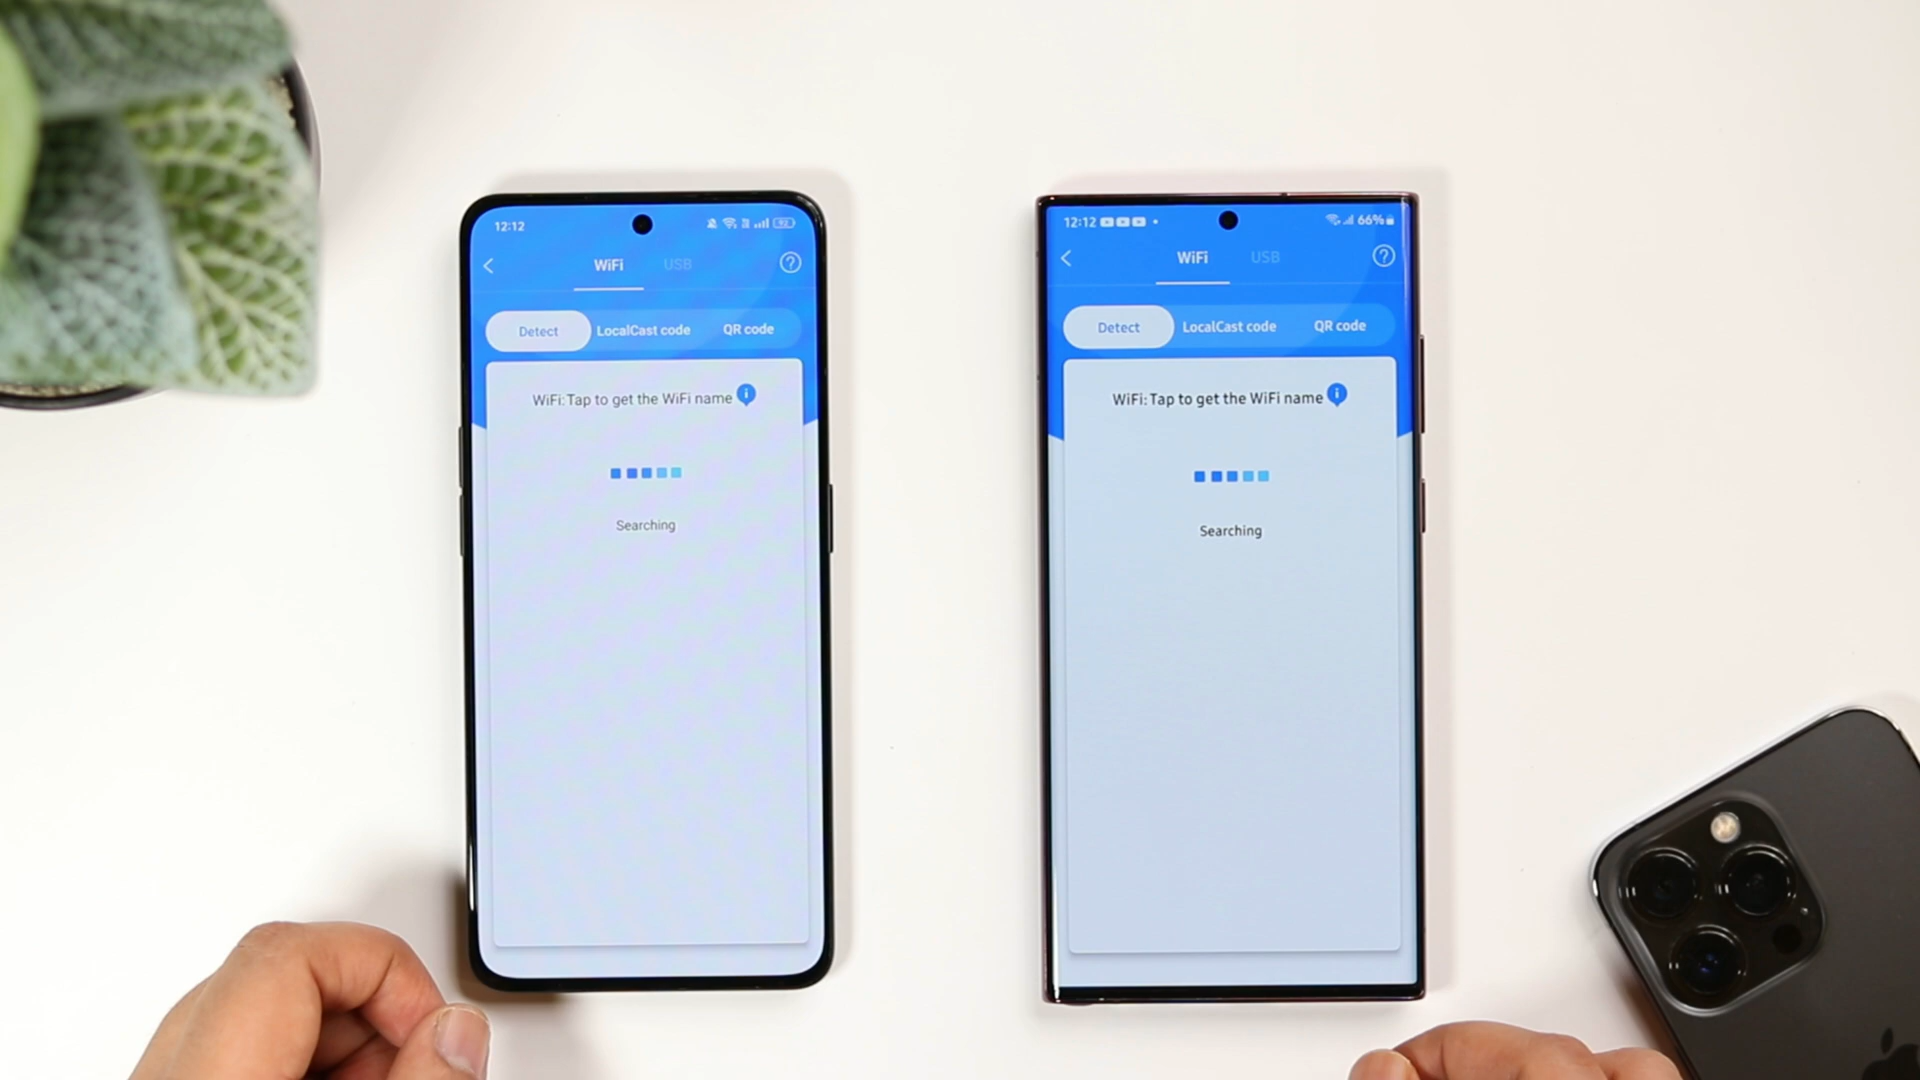 12:12
WiFi USB
Detect LocalCast code QR code
WiFi: Tap to get the WiFi name
Searching
12:12 66%
WiFi USB
Detect LocalCast code QR code
WiFi: Tap to get the WiFi name
Searching